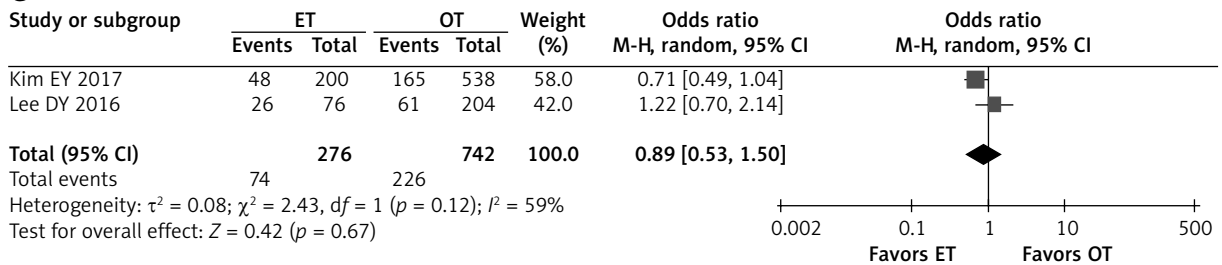 Study or subgroup ET OT Weight Odds ratio Odds ratio
Events Total Events Total (%) M-H, random, 95% CI M-H, random, 95% CI
Kim EY 2017 48 200 165 538 58.0 0.71 [0.49, 1.04]
Lee DY 2016 26 76 61 204 42.0 1.22 [0.70, 2.14]
Total (95% CI) 276 742 100.0 0.89 [0.53, 1.50]
Total events 74 226
Heterogeneity: τ² = 0.08; χ² = 2.43, df = 1 (p = 0.12); I² = 59%
Test for overall effect: Z = 0.42 (p = 0.67)
0.002 0.1 1 10 500
Favors ET Favors OT